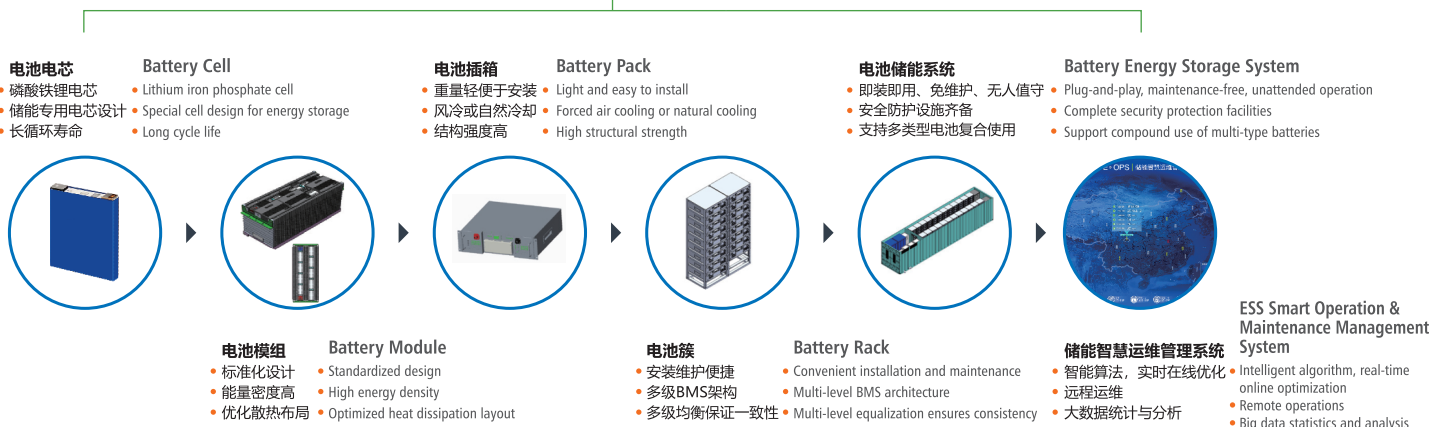 电池电芯
磷酸铁锂电芯
储能专用电芯设计
长循环寿命
Battery Cell
Lithium iron phosphate cell
Special cell design for energy storage
Long cycle life
电池插箱
重量轻便于安装
风冷或自然冷却
结构强度高
Battery Pack
Light and easy to install
Forced air cooling or natural cooling
High structural strength
电池储能系统
即装即用、免维护、无人值守
安全防护设施齐备
支持多类型电池复合使用
Battery Energy Storage System
Plug-and-play, maintenance-free, unattended operation
Complete security protection facilities
Support compound use of multi-type batteries
E+OPS | 储能智慧运维管
电池模组
标准化设计
能量密度高
优化散热布局
Battery Module
Standardized design
High energy density
Optimized heat dissipation layout
电池簇
安装维护便捷
多级BMS架构
多级均衡保证一致性
Battery Rack
Convenient installation and maintenance
Multi-level BMS architecture
Multi-level equalization ensures consistency
储能智慧运维管理系统
智能算法，实时在线优化
远程运维
大数据统计与分析
ESS Smart Operation &
Maintenance Management
System
Intelligent algorithm, real-time
online optimization
Remote operations
Big data statistics and analysis